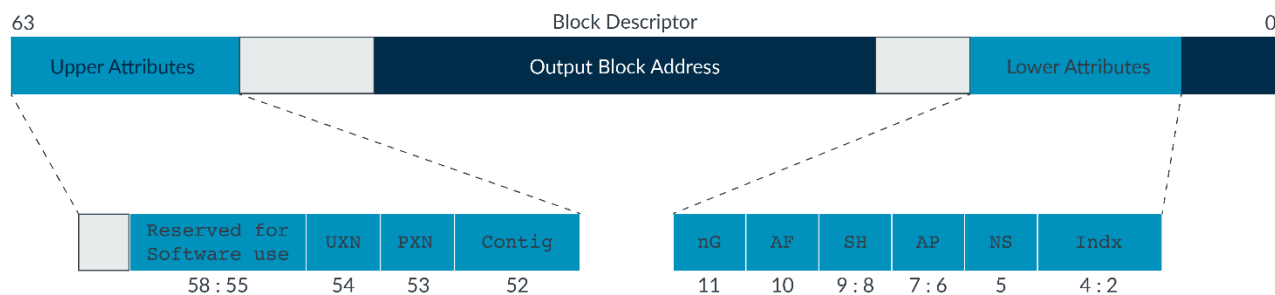 63 Block Descriptor 0
Upper Attributes Output Block Address Lower Attributes
Reserved for
Software use UXN PXN Contig nG AF SH AP NS Indx
58 : 55 54 53 52 11 10 9 : 8 7 : 6 5 4 : 2